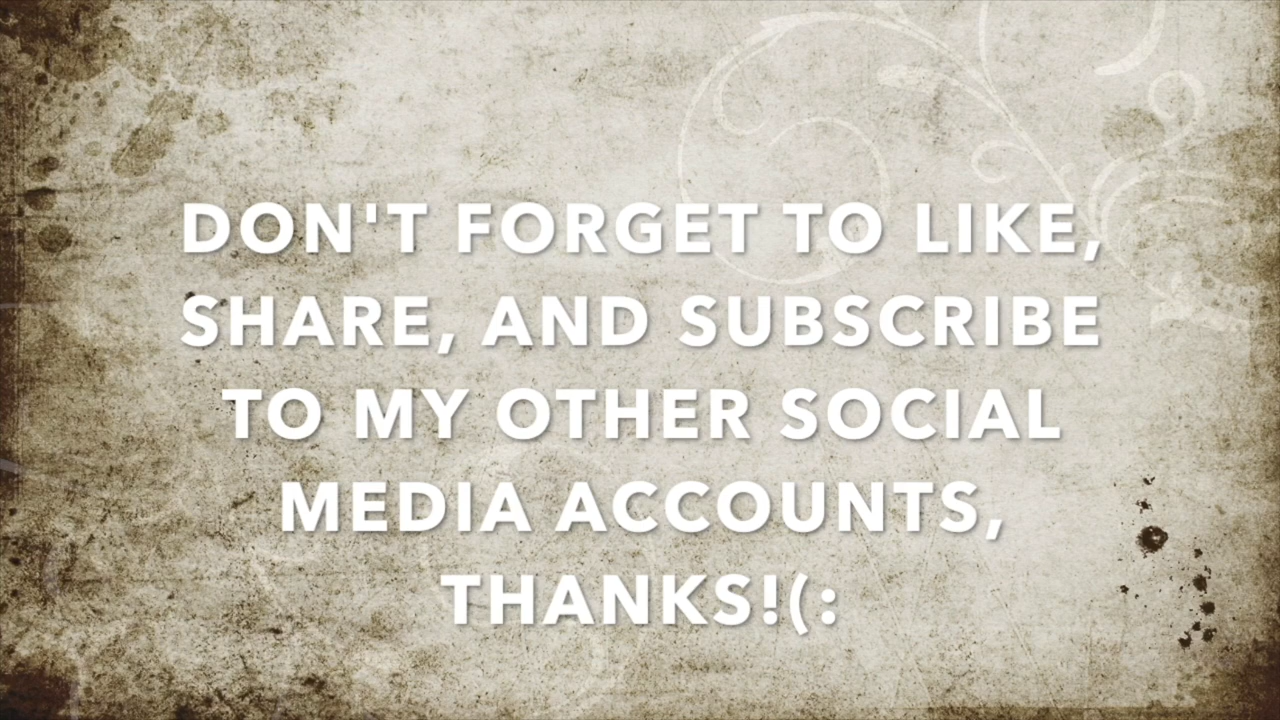 DON'T FORGET TO LIKE,
SHARE, AND SUBSCRIBE
TO MY OTHER SOCIAL
MEDIA ACCOUNTS,
THANKS!(: